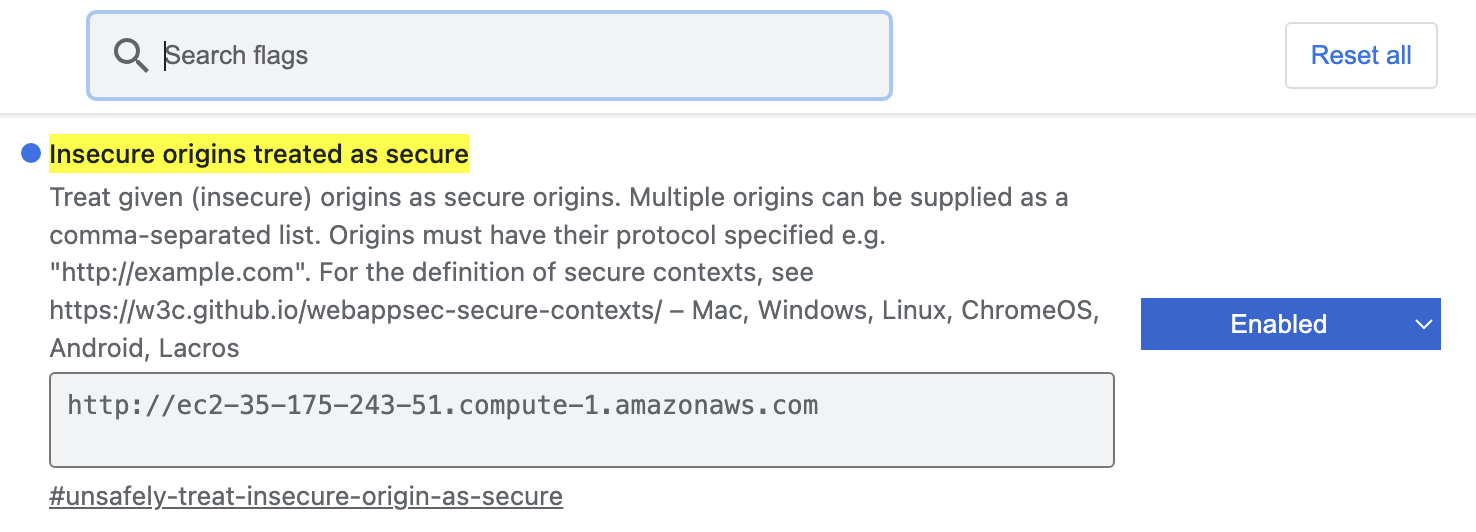 Search flags
Reset all
Insecure origins treated as secure
Treat given (insecure) origins as secure origins. Multiple origins can be supplied as a
comma-separated list. Origins must have their protocol specified e.g.
"http://example.com". For the definition of secure contexts, see
https://w3c.github.io/webappsec-secure-contexts/ – Mac, Windows, Linux, ChromeOS,
Android, Lacros
Enabled
http://ec2-35-175-243-51.compute-1.amazonaws.com
#unsafely-treat-insecure-origin-as-secure